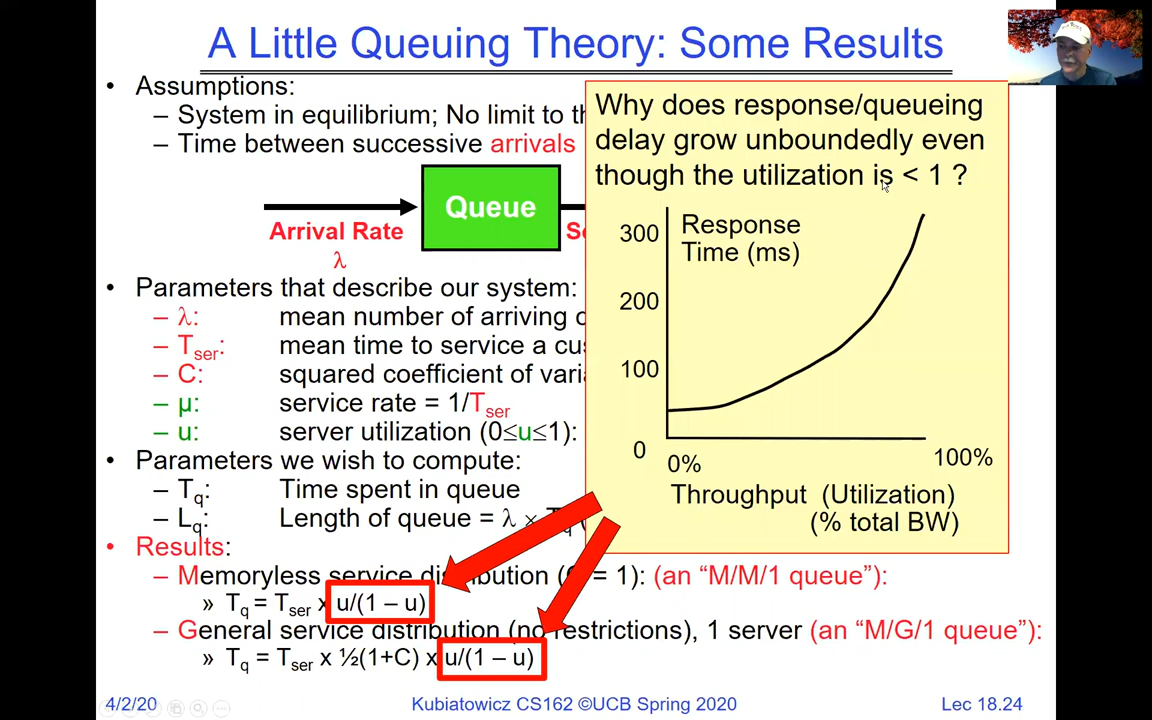 A Little Queuing Theory: Some Results
• Assumptions:
– System in equilibrium; No limit to th
– Time between successive arrivals
Queue
Arrival Rate
λ
Se
• Parameters that describe our system:
– λ: mean number of arriving c
– Tser: mean time to service a cus
– C: squared coefficient of varia
– µ: service rate = 1/Tser
– u: server utilization (0≤u≤1):
• Parameters we wish to compute:
– Tq: Time spent in queue
– Lq: Length of queue = λ × Tq
• Results:
– Memoryless service distribution (C = 1): (an “M/M/1 queue”):
» Tq = Tser x u/(1 – u)
– General service distribution (no restrictions), 1 server (an “M/G/1 queue”):
» Tq = Tser x ½(1+C) x u/(1 – u)
Why does response/queueing
delay grow unboundedly even
though the utilization is < 1 ?
Response
Time (ms)
300
200
100
0
0%
100%
Throughput (Utilization)
(% total BW)
4/2/20
Kubiatowicz CS162 ©UCB Spring 2020
Lec 18.24